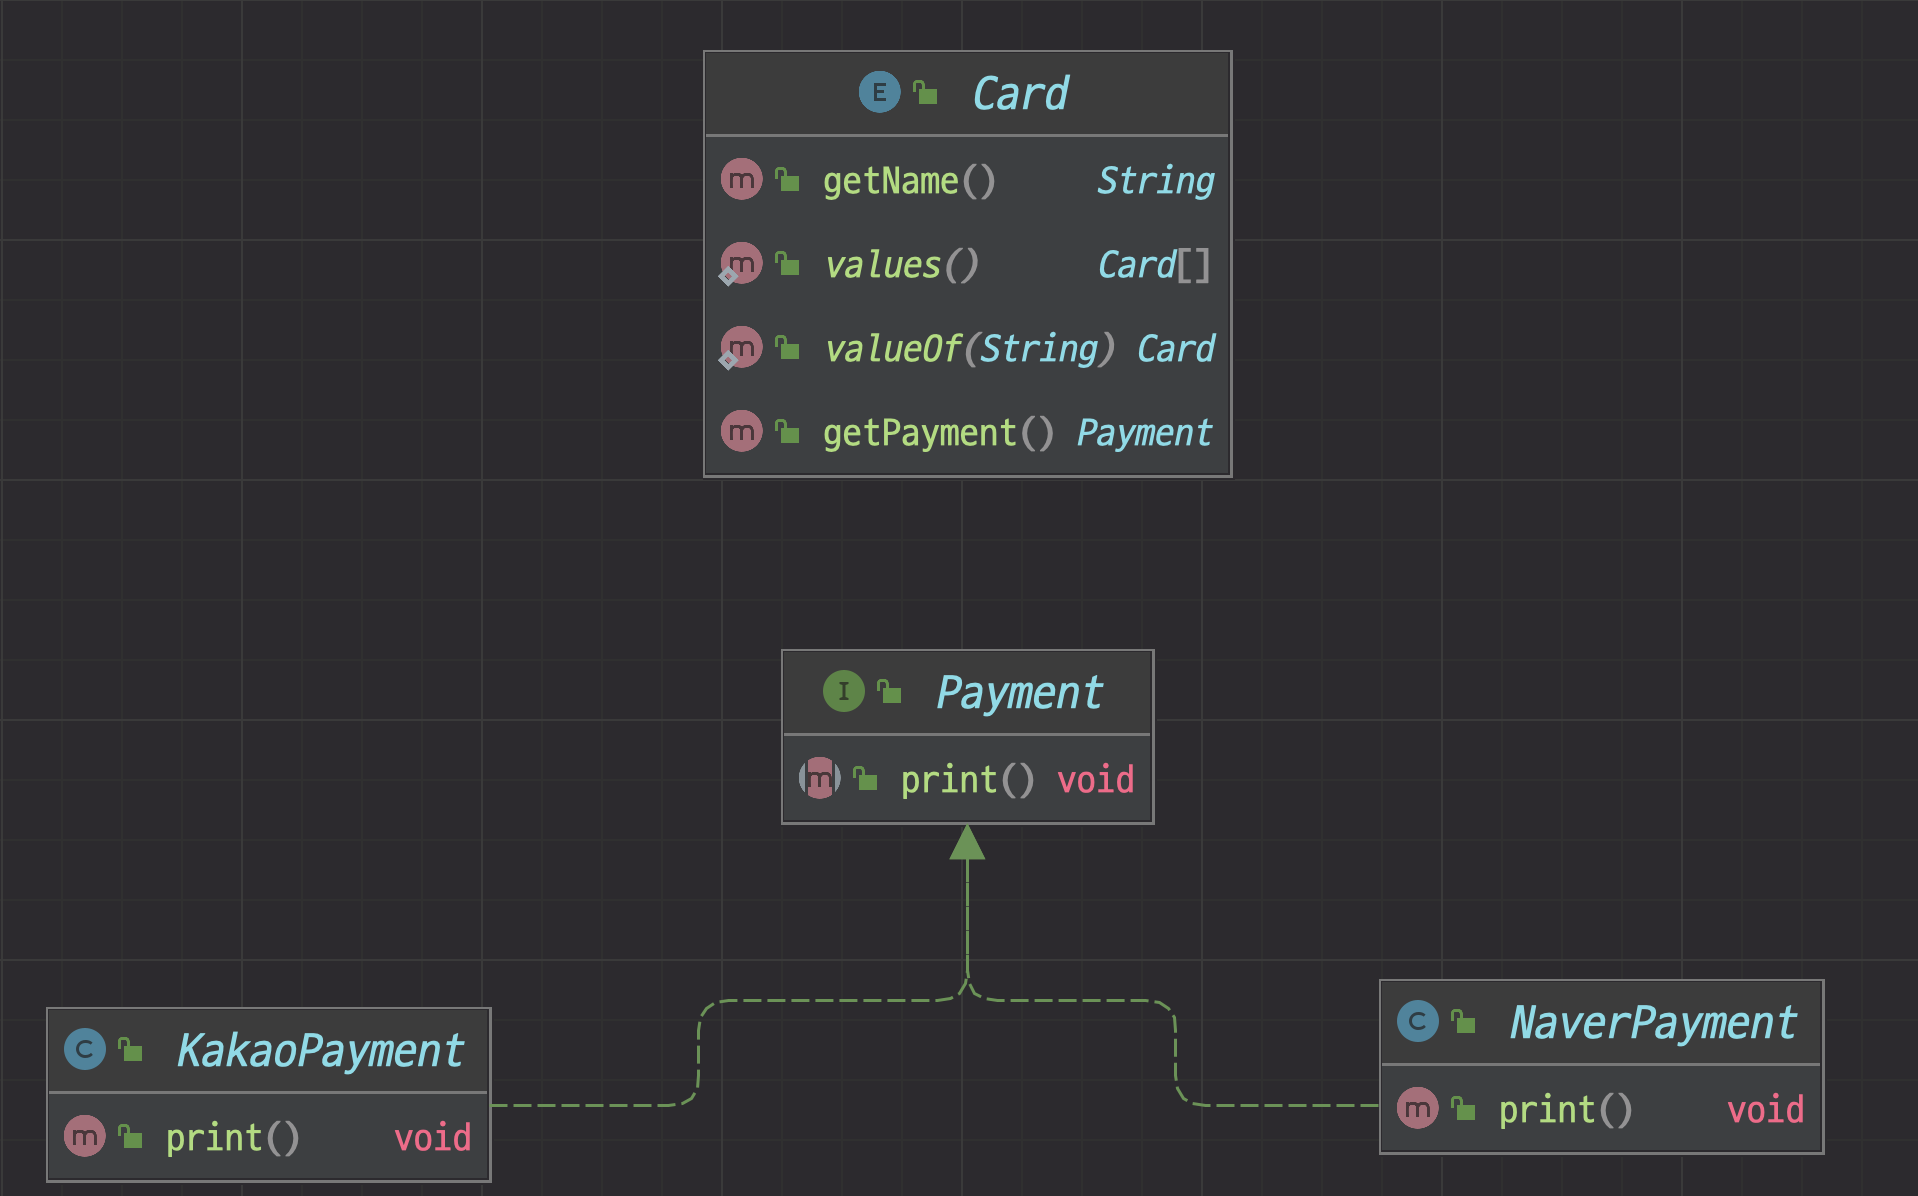 E Card
m getName() String
m values() Card[]
m valueOf(String) Card
m getPayment() Payment
I Payment
m print() void
C KakaoPayment
m print() void
C NaverPayment
m print() void